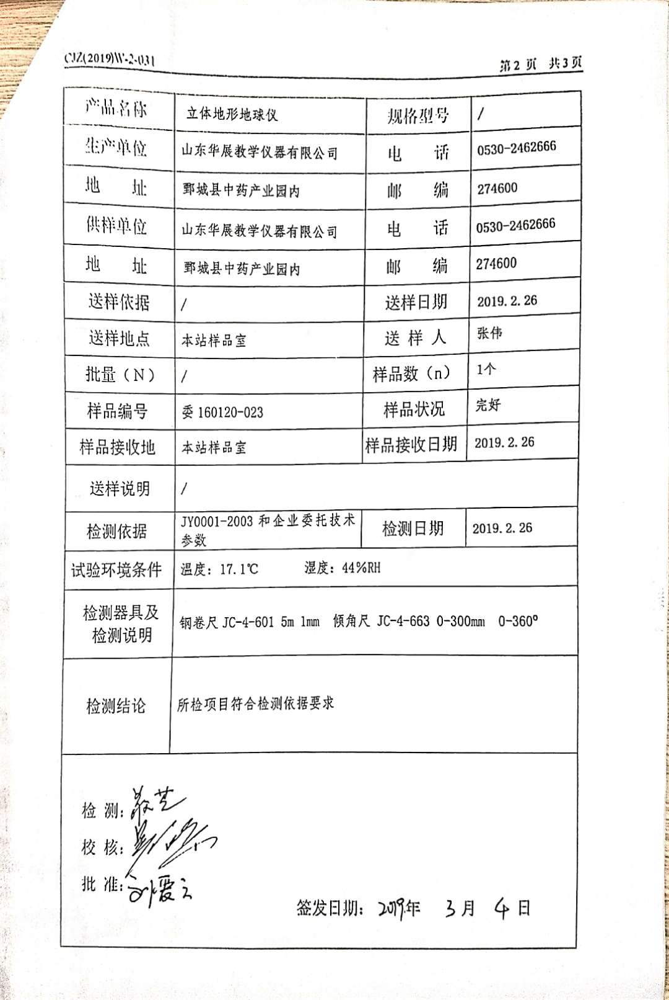 CJZ(2019)W-2-031
第2页 共3页
产品名称 立体地形地球仪 规格型号 /
生产单位 山东华展教学仪器有限公司 电 话 0530-2462666
地 址 鄄城县中药产业园内 邮 编 274600
供样单位 山东华展教学仪器有限公司 电 话 0530-2462666
地 址 鄄城县中药产业园内 邮 编 274600
送样依据 / 送样日期 2019.2.26
送样地点 本站样品室 送 样 人 张伟
批量（N） / 样品数（n） 1个
样品编号 委160120-023 样品状况 完好
样品接收地 本站样品室 样品接收日期 2019.2.26
送样说明 /
检测依据 JY0001-2003 和企业委托技术
参数 检测日期 2019.2.26
试验环境条件 温度：17.1℃ 湿度：44%RH
检测器具及
检测说明 钢卷尺 JC-4-601 5m 1mm 倾角尺 JC-4-663 0-300mm 0-360°
检测结论 所检项目符合检测依据要求
检 测：
校 核：
批 准：刘爱云
签发日期：2019年 3月 4日